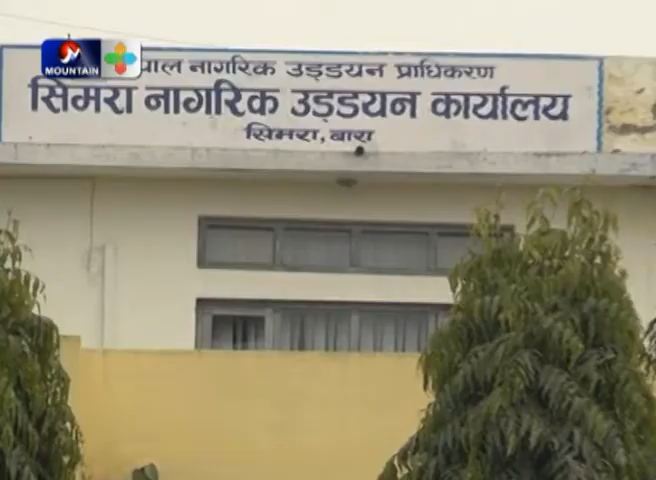 पाल नागरिक उड्डयन प्राधिकरण
सिमरा नागरिक उड्डयन कार्यालय
सिमरा, बारा
MOUNTAIN